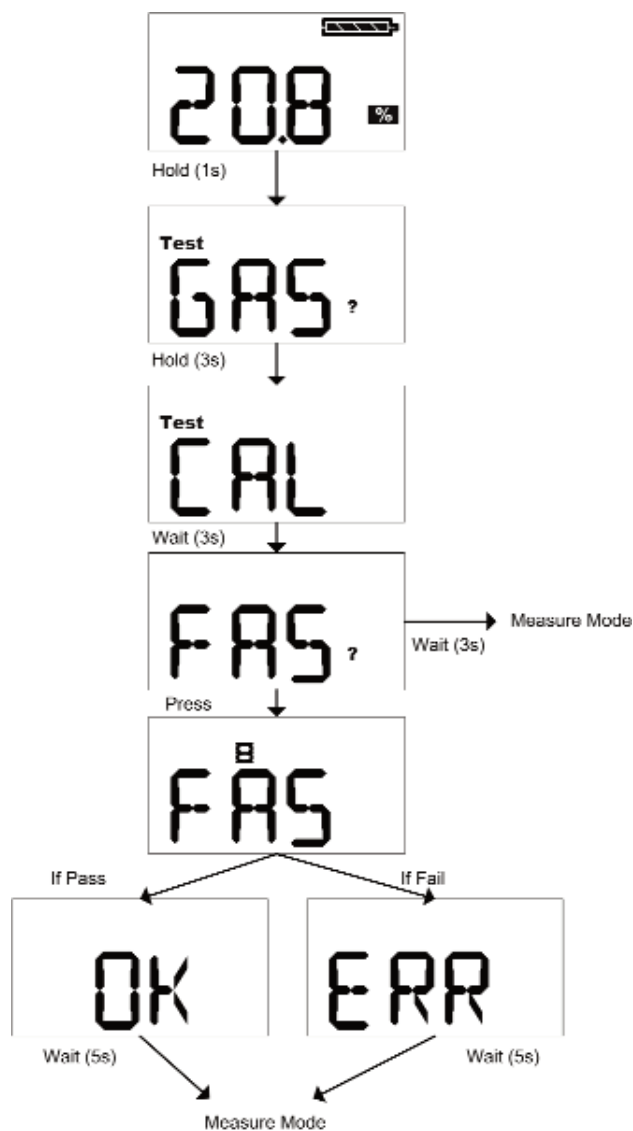 20.8 %
Hold (1s)
Test
GAS ?
Hold (3s)
Test
CAL
Wait (3s)
FAS ?
Measure Mode
Wait (3s)
Press
FAS
If Pass
If Fail
OK
ERR
Wait (5s)
Wait (5s)
Measure Mode